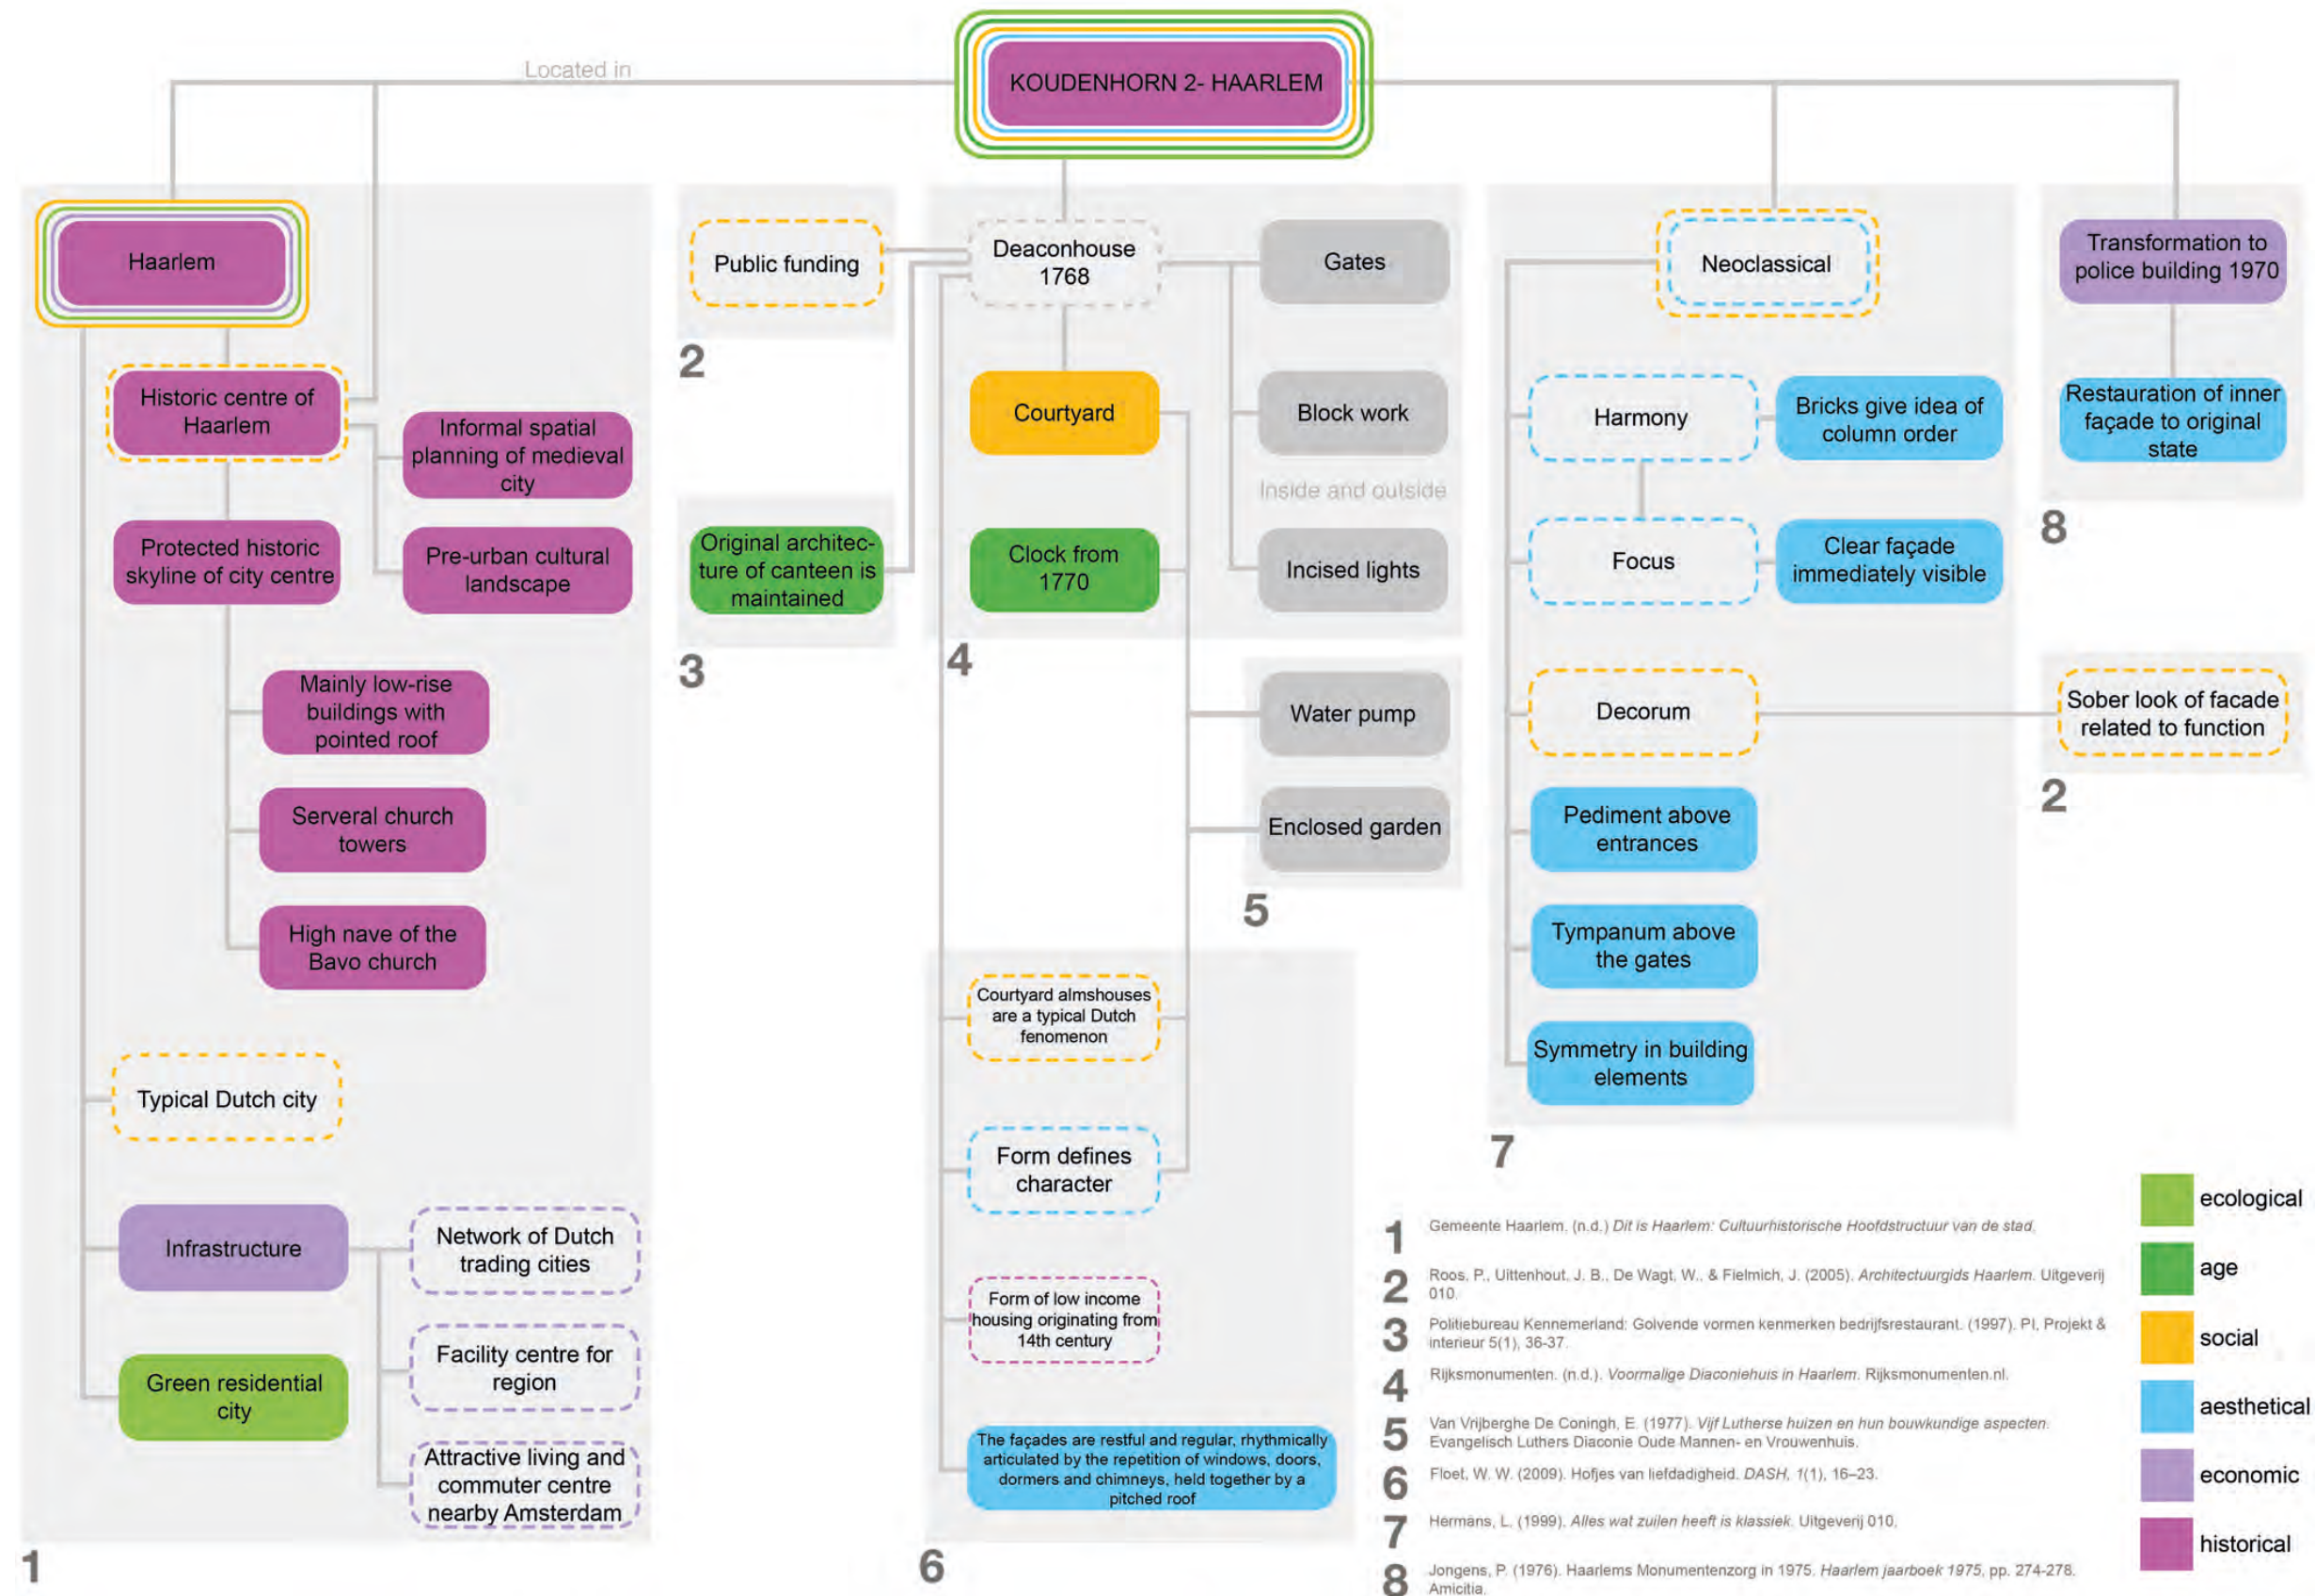 Located in
KOUDENHORN 2- HAARLEM
Haarlem
Historic centre of
Haarlem
Informal spatial
planning of medieval
city
Protected historic
skyline of city centre
Pre-urban cultural
landscape
Mainly low-rise
buildings with
pointed roof
Serveral church
towers
High nave of the
Bavo church
Typical Dutch city
Infrastructure
Network of Dutch
trading cities
Facility centre for
region
Green residential
city
Attractive living and
commuter centre
nearby Amsterdam
1
Public funding
2
Original architec-
ture of canteen is
maintained
3
Deaconhouse
1768
Gates
Courtyard
Block work
Inside and outside
Clock from
1770
Incised lights
4
Water pump
Enclosed garden
5
Courtyard almshouses
are a typical Dutch
fenomenon
Form defines
character
Form of low income
housing originating from
14th century
The façades are restful and regular, rhythmically
articulated by the repetition of windows, doors,
dormers and chimneys, held together by a
pitched roof
6
Neoclassical
Harmony
Bricks give idea of
column order
Focus
Clear façade
immediately visible
Decorum
Pediment above
entrances
Tympanum above
the gates
Symmetry in building
elements
7
Transformation to
police building 1970
Restauration of inner
façade to original
state
8
Sober look of facade
related to function
2
1 Gemeente Haarlem. (n.d.) Dit is Haarlem: Cultuurhistorische Hoofdstructuur van de stad.
2 Roos, P., Uittenhout, J. B., De Wagt, W., & Fielmich, J. (2005). Architectuurgids Haarlem. Uitgeverij
010.
3 Politiebureau Kennemerland: Golvende vormen kenmerken bedrijfsrestaurant. (1997). PI, Projekt &
interieur 5(1), 36-37.
4 Rijksmonumenten. (n.d.). Voormalige Diaconiehuis in Haarlem. Rijksmonumenten.nl.
5 Van Vrijberghe De Coningh, E. (1977). Vijf Lutherse huizen en hun bouwkundige aspecten.
Evangelisch Luthers Diaconie Oude Mannen- en Vrouwenhuis.
6 Floet, W. W. (2009). Hofjes van liefdadigheid. DASH, 1(1), 16–23.
7 Hermans, L. (1999). Alles wat zuilen heeft is klassiek. Uitgeverij 010.
8 Jongens, P. (1976). Haarlems Monumentenzorg in 1975. Haarlem jaarboek 1975, pp. 274-278.
Amicitia.
ecological
age
social
aesthetical
economic
historical